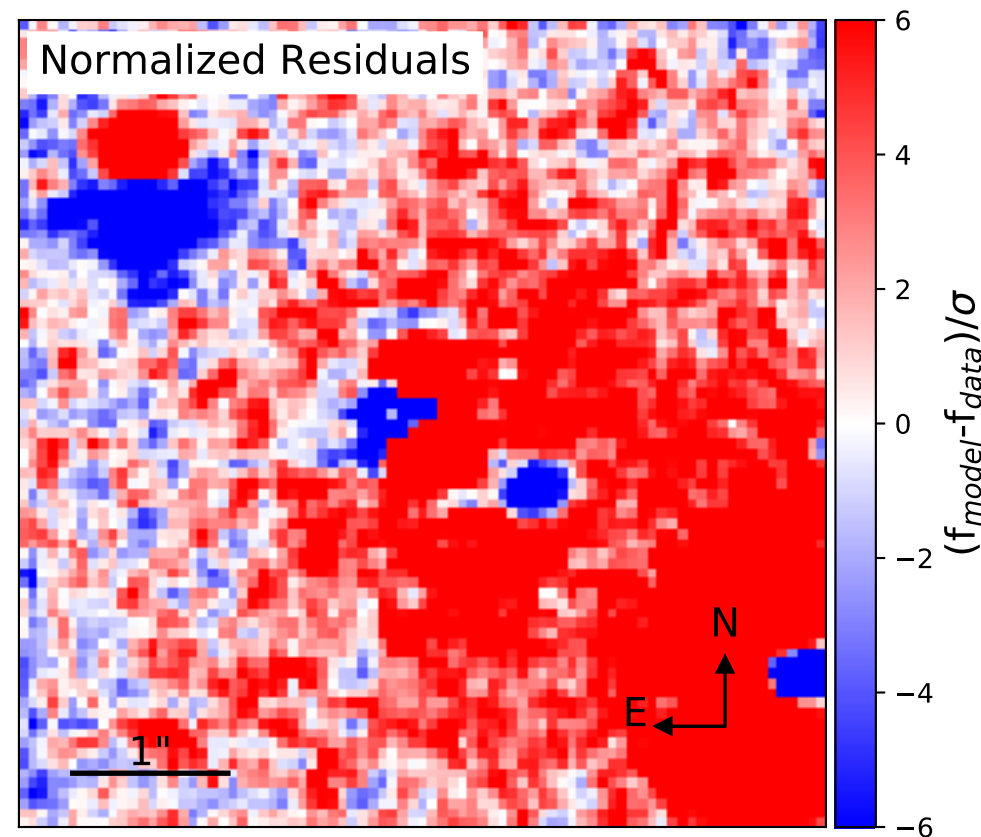 Normalized Residuals
6
4
2
0
−2
−4
−6
(f_model-f_data)/σ
N
E
1"